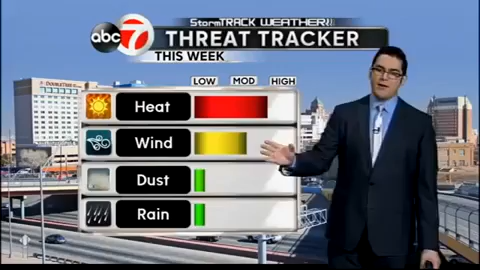 StormTRACK WEATHER!!
abc 7
THREAT TRACKER
THIS WEEK
LOW MOD HIGH
Heat
Wind
Dust
Rain